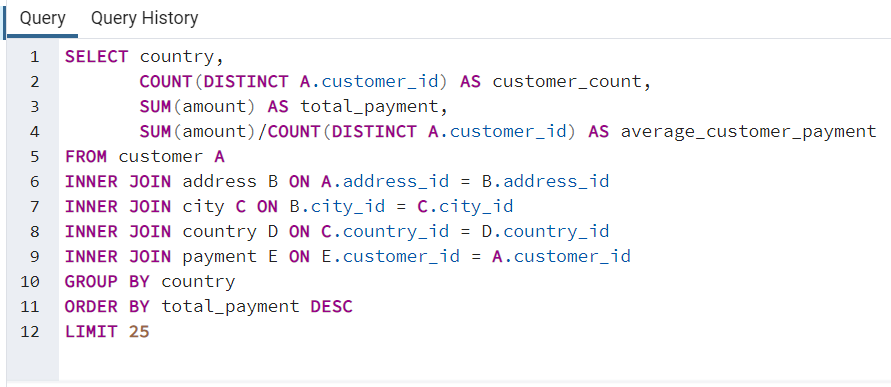 Query Query History
1 SELECT country,
2 COUNT(DISTINCT A.customer_id) AS customer_count,
3 SUM(amount) AS total_payment,
4 SUM(amount)/COUNT(DISTINCT A.customer_id) AS average_customer_payment
5 FROM customer A
6 INNER JOIN address B ON A.address_id = B.address_id
7 INNER JOIN city C ON B.city_id = C.city_id
8 INNER JOIN country D ON C.country_id = D.country_id
9 INNER JOIN payment E ON E.customer_id = A.customer_id
10 GROUP BY country
11 ORDER BY total_payment DESC
12 LIMIT 25